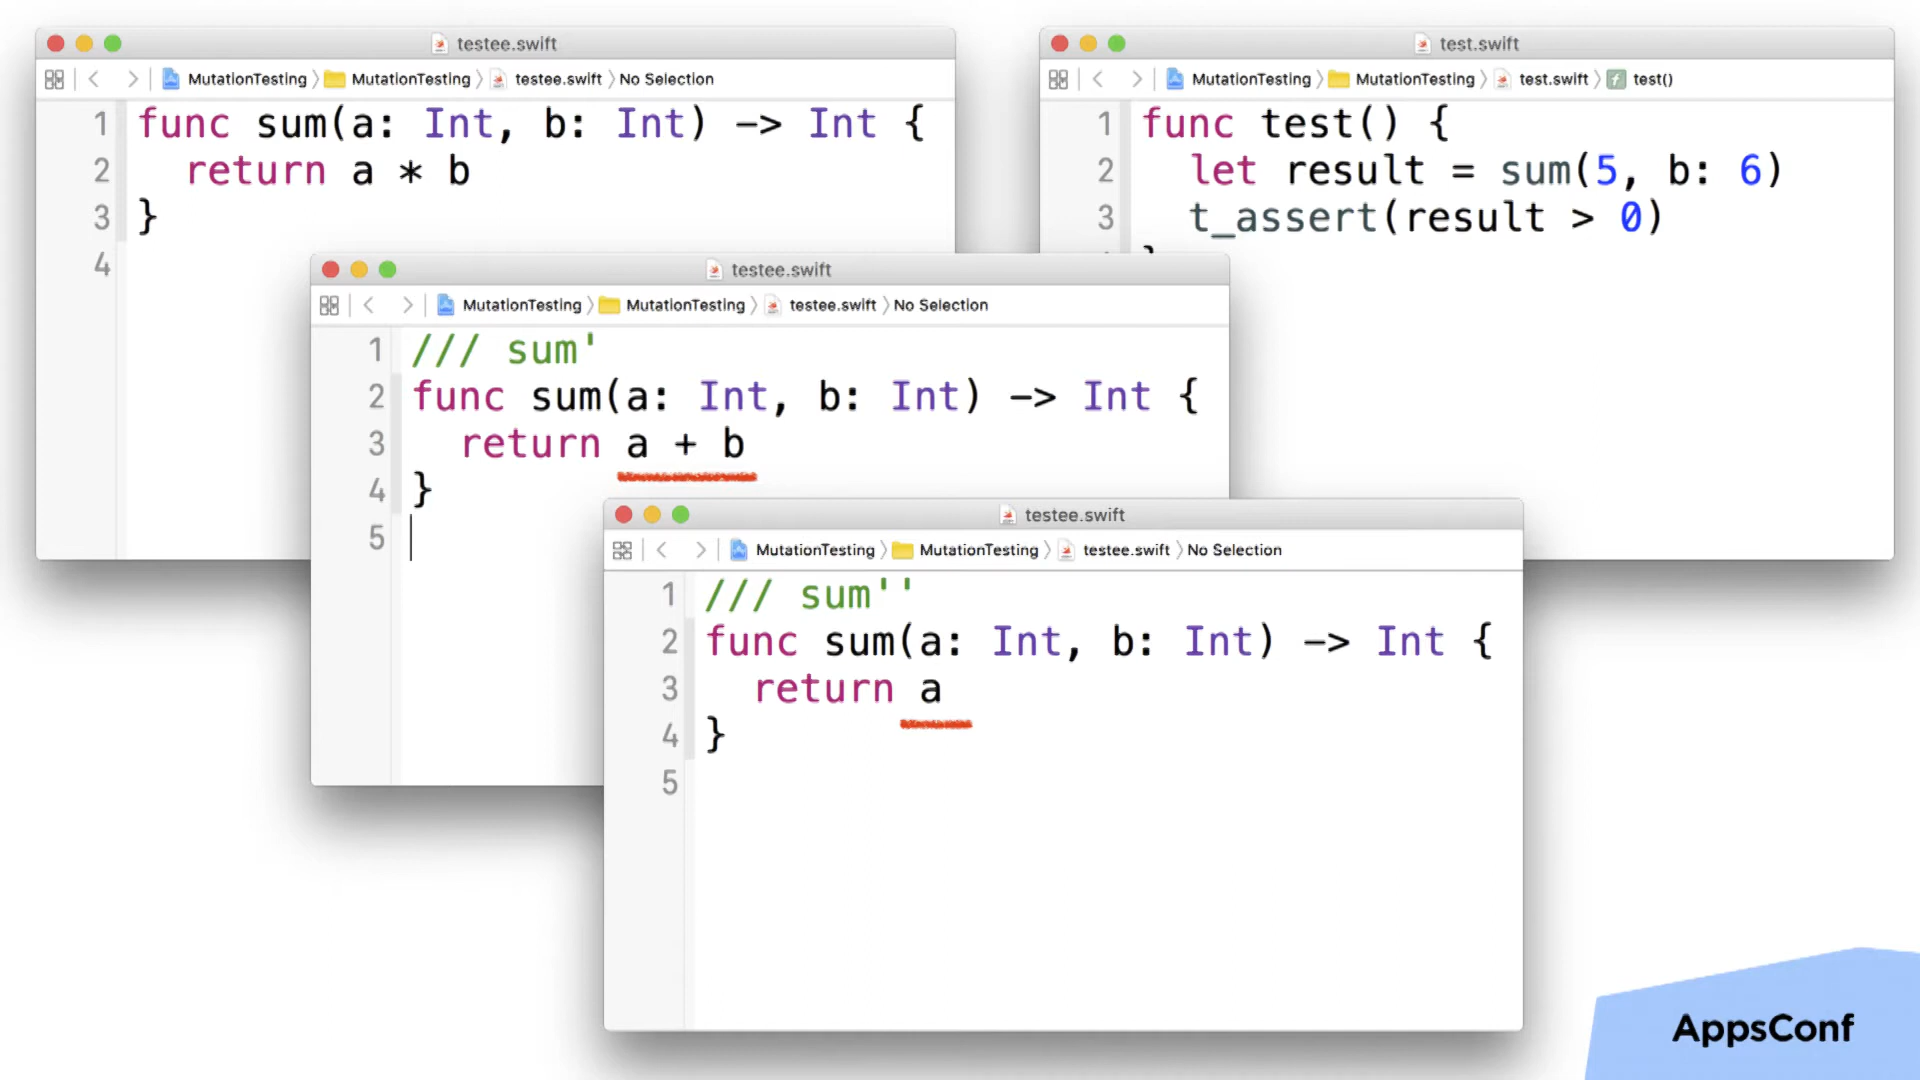 testee.swift
MutationTesting 〉 MutationTesting 〉 testee.swift 〉 No Selection
1 func sum(a: Int, b: Int) -> Int {
2 return a * b
3 }
4
test.swift
MutationTesting 〉 MutationTesting 〉 test.swift 〉 f test()
1 func test() {
2 let result = sum(5, b: 6)
3 t_assert(result > 0)
testee.swift
MutationTesting 〉 MutationTesting 〉 testee.swift 〉 No Selection
1 /// sum'
2 func sum(a: Int, b: Int) -> Int {
3 return a + b
4 }
5
testee.swift
MutationTesting 〉 MutationTesting 〉 testee.swift 〉 No Selection
1 /// sum''
2 func sum(a: Int, b: Int) -> Int {
3 return a
4 }
5
AppsConf